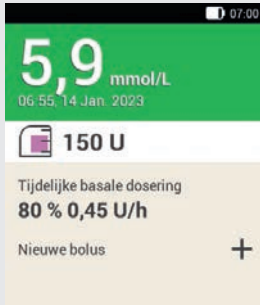 07:00
5,9 mmol/L
06:55, 14 Jan. 2023
150 U
Tijdelijke basale dosering
80 % 0,45 U/h
Nieuwe bolus +